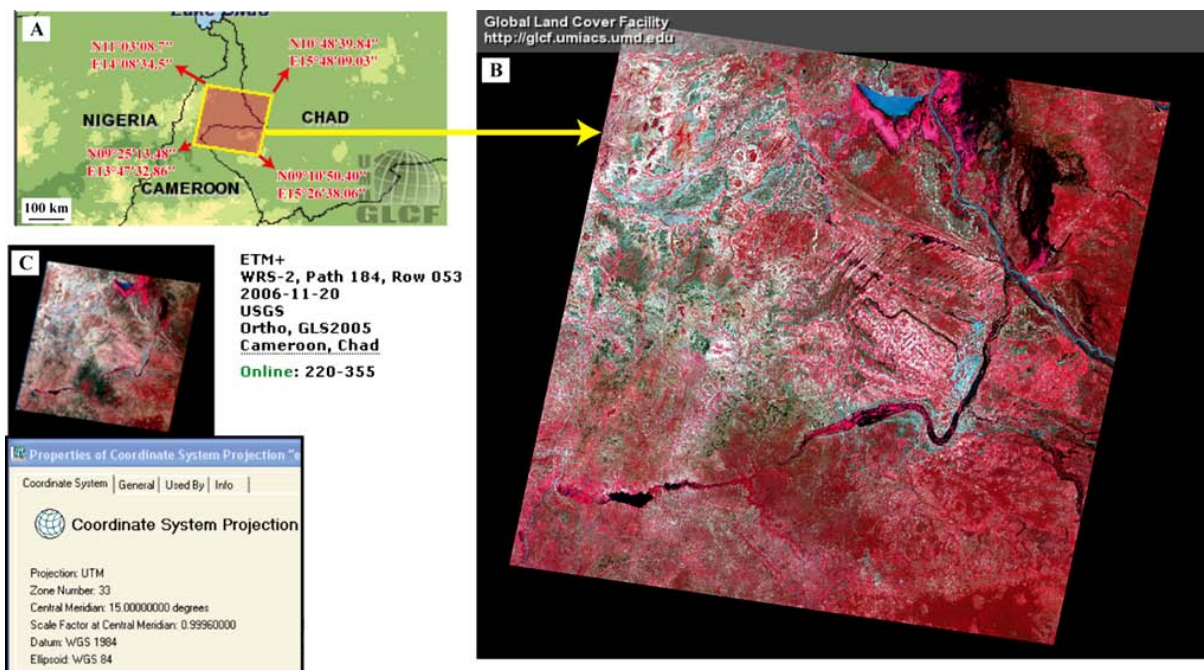 A
N11°03'08.7"
E14°08'34.5"
N10°48'39.84"
E15°48'09.03"
NIGERIA
CHAD
N09°25'13.48"
E13°47'32.86"
N09°10'50.40"
E15°26'38.06"
CAMEROON
GLCF
100 km
Global Land Cover Facility
http://glcf.umiacs.umd.edu
B
C
ETM+
WRS-2, Path 184, Row 053
2006-11-20
USGS
Ortho, GLS2005
Cameroon, Chad
Online: 220-355
Properties of Coordinate System Projection "e
Coordinate System General Used By Info
Coordinate System Projection
Projection: UTM
Zone Number: 33
Central Meridian: 15.00000000 degrees
Scale Factor at Central Meridian: 0.99960000
Datum: WGS 1984
Ellipsoid: WGS 84